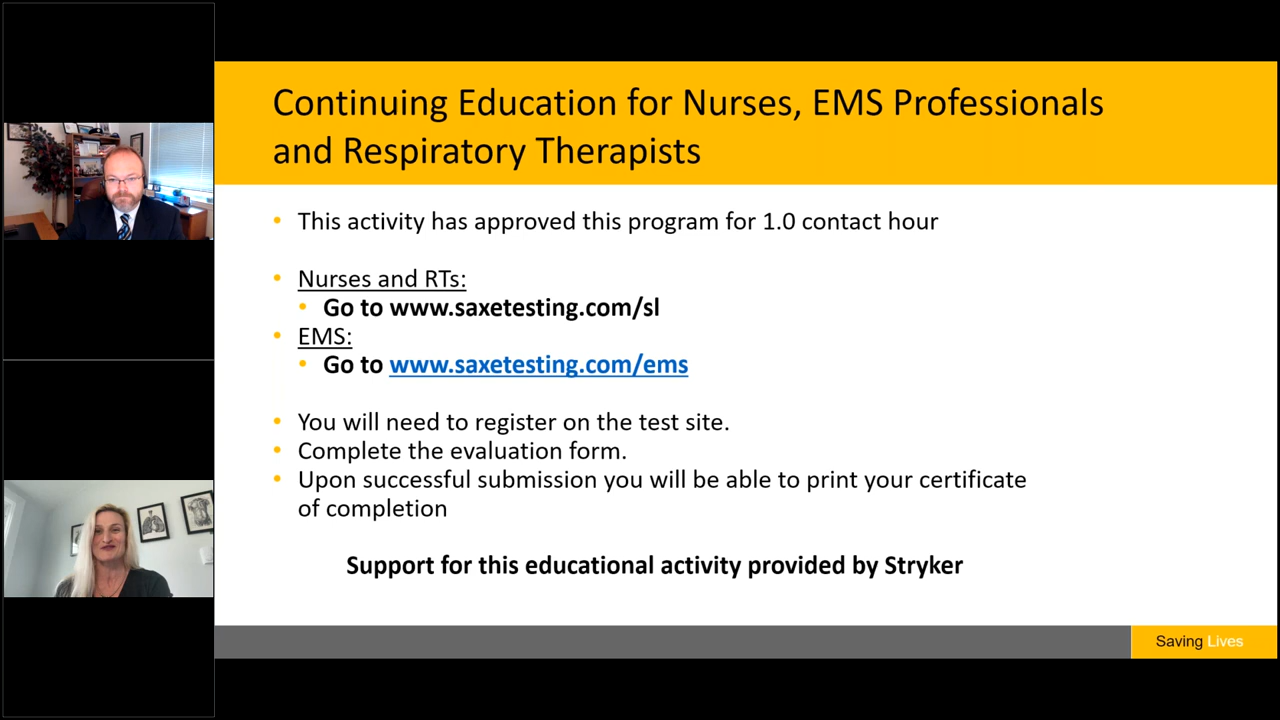 Continuing Education for Nurses, EMS Professionals
and Respiratory Therapists
• This activity has approved this program for 1.0 contact hour
• Nurses and RTs:
• Go to www.saxetesting.com/sl
• EMS:
• Go to www.saxetesting.com/ems
• You will need to register on the test site.
• Complete the evaluation form.
• Upon successful submission you will be able to print your certificate
of completion
Support for this educational activity provided by Stryker
Saving Lives